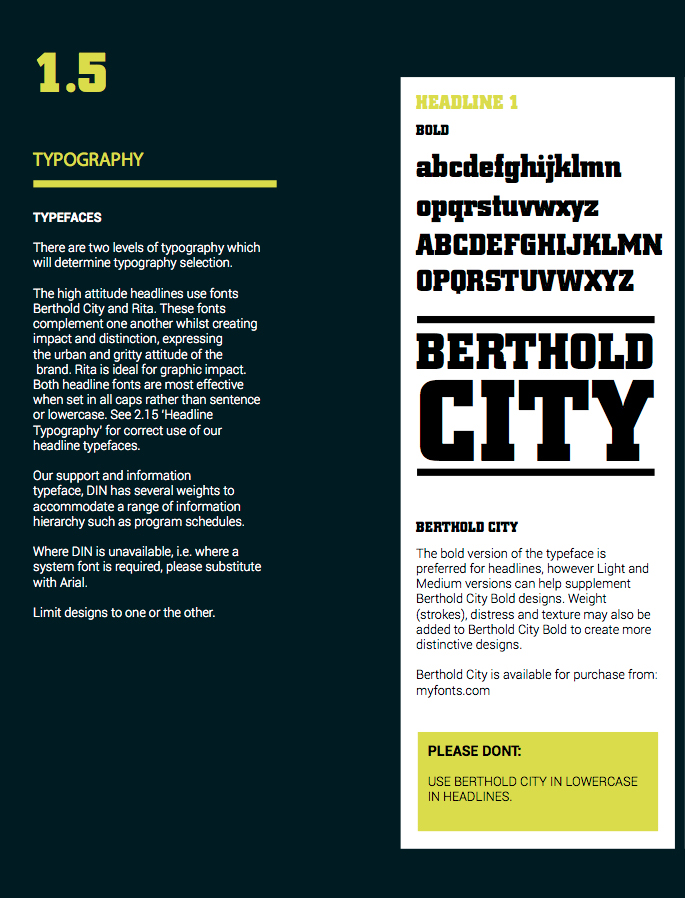 1.5
TYPOGRAPHY
TYPEFACES
There are two levels of typography which
will determine typography selection.
The high attitude headlines use fonts
Berthold City and Rita. These fonts
complement one another whilst creating
impact and distinction, expressing
the urban and gritty attitude of the
brand. Rita is ideal for graphic impact.
Both headline fonts are most effective
when set in all caps rather than sentence
or lowercase. See 2.15 ‘Headline
Typography’ for correct use of our
headline typefaces.
Our support and information
typeface, DIN has several weights to
accommodate a range of information
hierarchy such as program schedules.
Where DIN is unavailable, i.e. where a
system font is required, please substitute
with Arial.
Limit designs to one or the other.
HEADLINE 1
BOLD
abcdefghijklmn
opqrstuvwxyz
ABCDEFGHIJKLMN
OPQRSTUVWXYZ
BERTHOLD
CITY
BERTHOLD CITY
The bold version of the typeface is
preferred for headlines, however Light and
Medium versions can help supplement
Berthold City Bold designs. Weight
(strokes), distress and texture may also be
added to Berthold City Bold to create more
distinctive designs.
Berthold City is available for purchase from:
myfonts.com
PLEASE DONT:
USE BERTHOLD CITY IN LOWERCASE
IN HEADLINES.